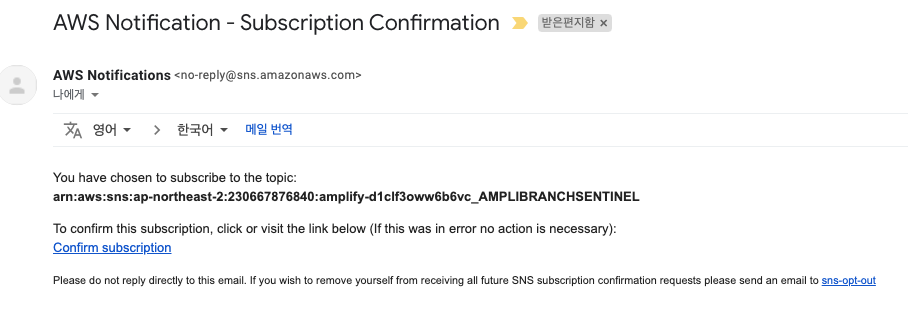 AWS Notification - Subscription Confirmation 받은편지함 ×
AWS Notifications <no-reply@sns.amazonaws.com>
나에게
영어 > 한국어 메일 번역
You have chosen to subscribe to the topic:
arn:aws:sns:ap-northeast-2:230667876840:amplify-d1clf3oww6b6vc_AMPLIBRANCHSENTINEL
To confirm this subscription, click or visit the link below (If this was in error no action is necessary):
Confirm subscription
Please do not reply directly to this email. If you wish to remove yourself from receiving all future SNS subscription confirmation requests please send an email to sns-opt-out